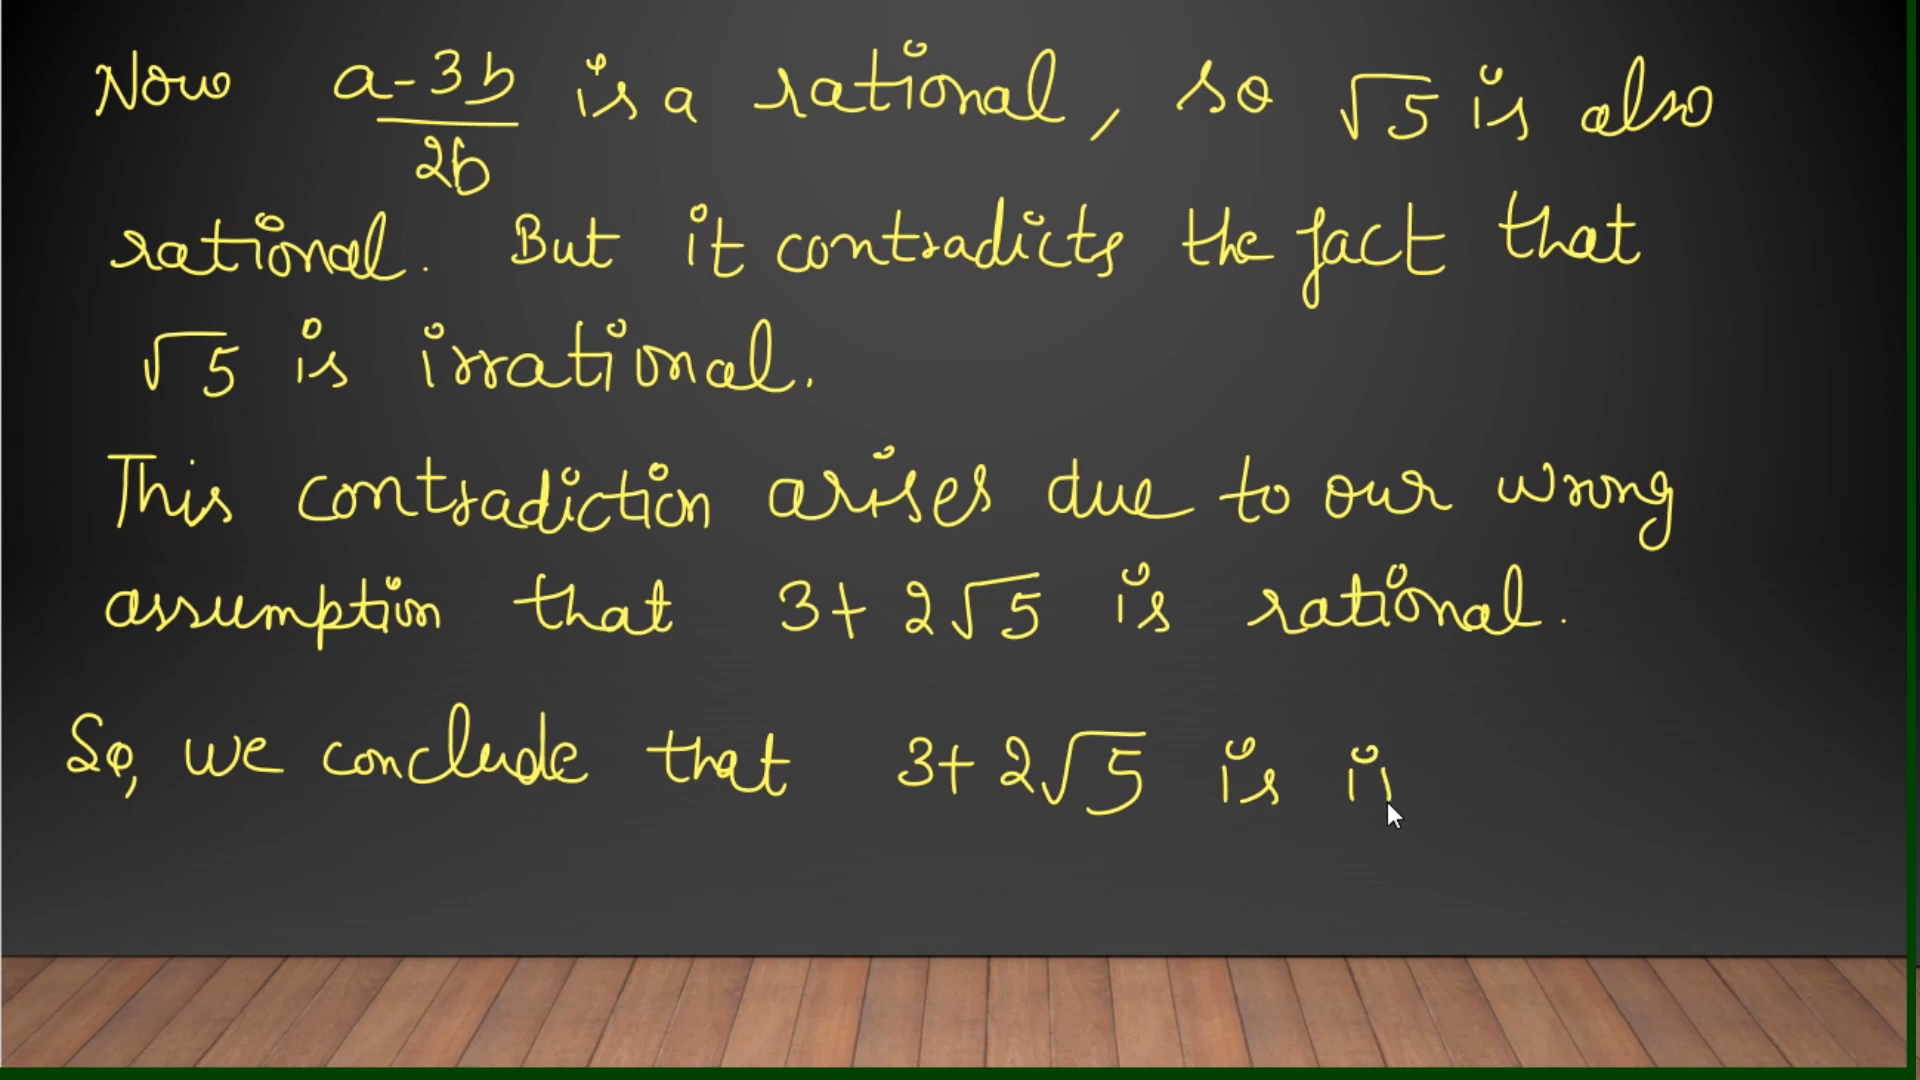 Now a-3b/2b is a rational, so √5 is also
rational. But it contradicts the fact that
√5 is irrational.
This contradiction arises due to our wrong
assumption that 3+2√5 is rational.
So, we conclude that 3+2√5 is